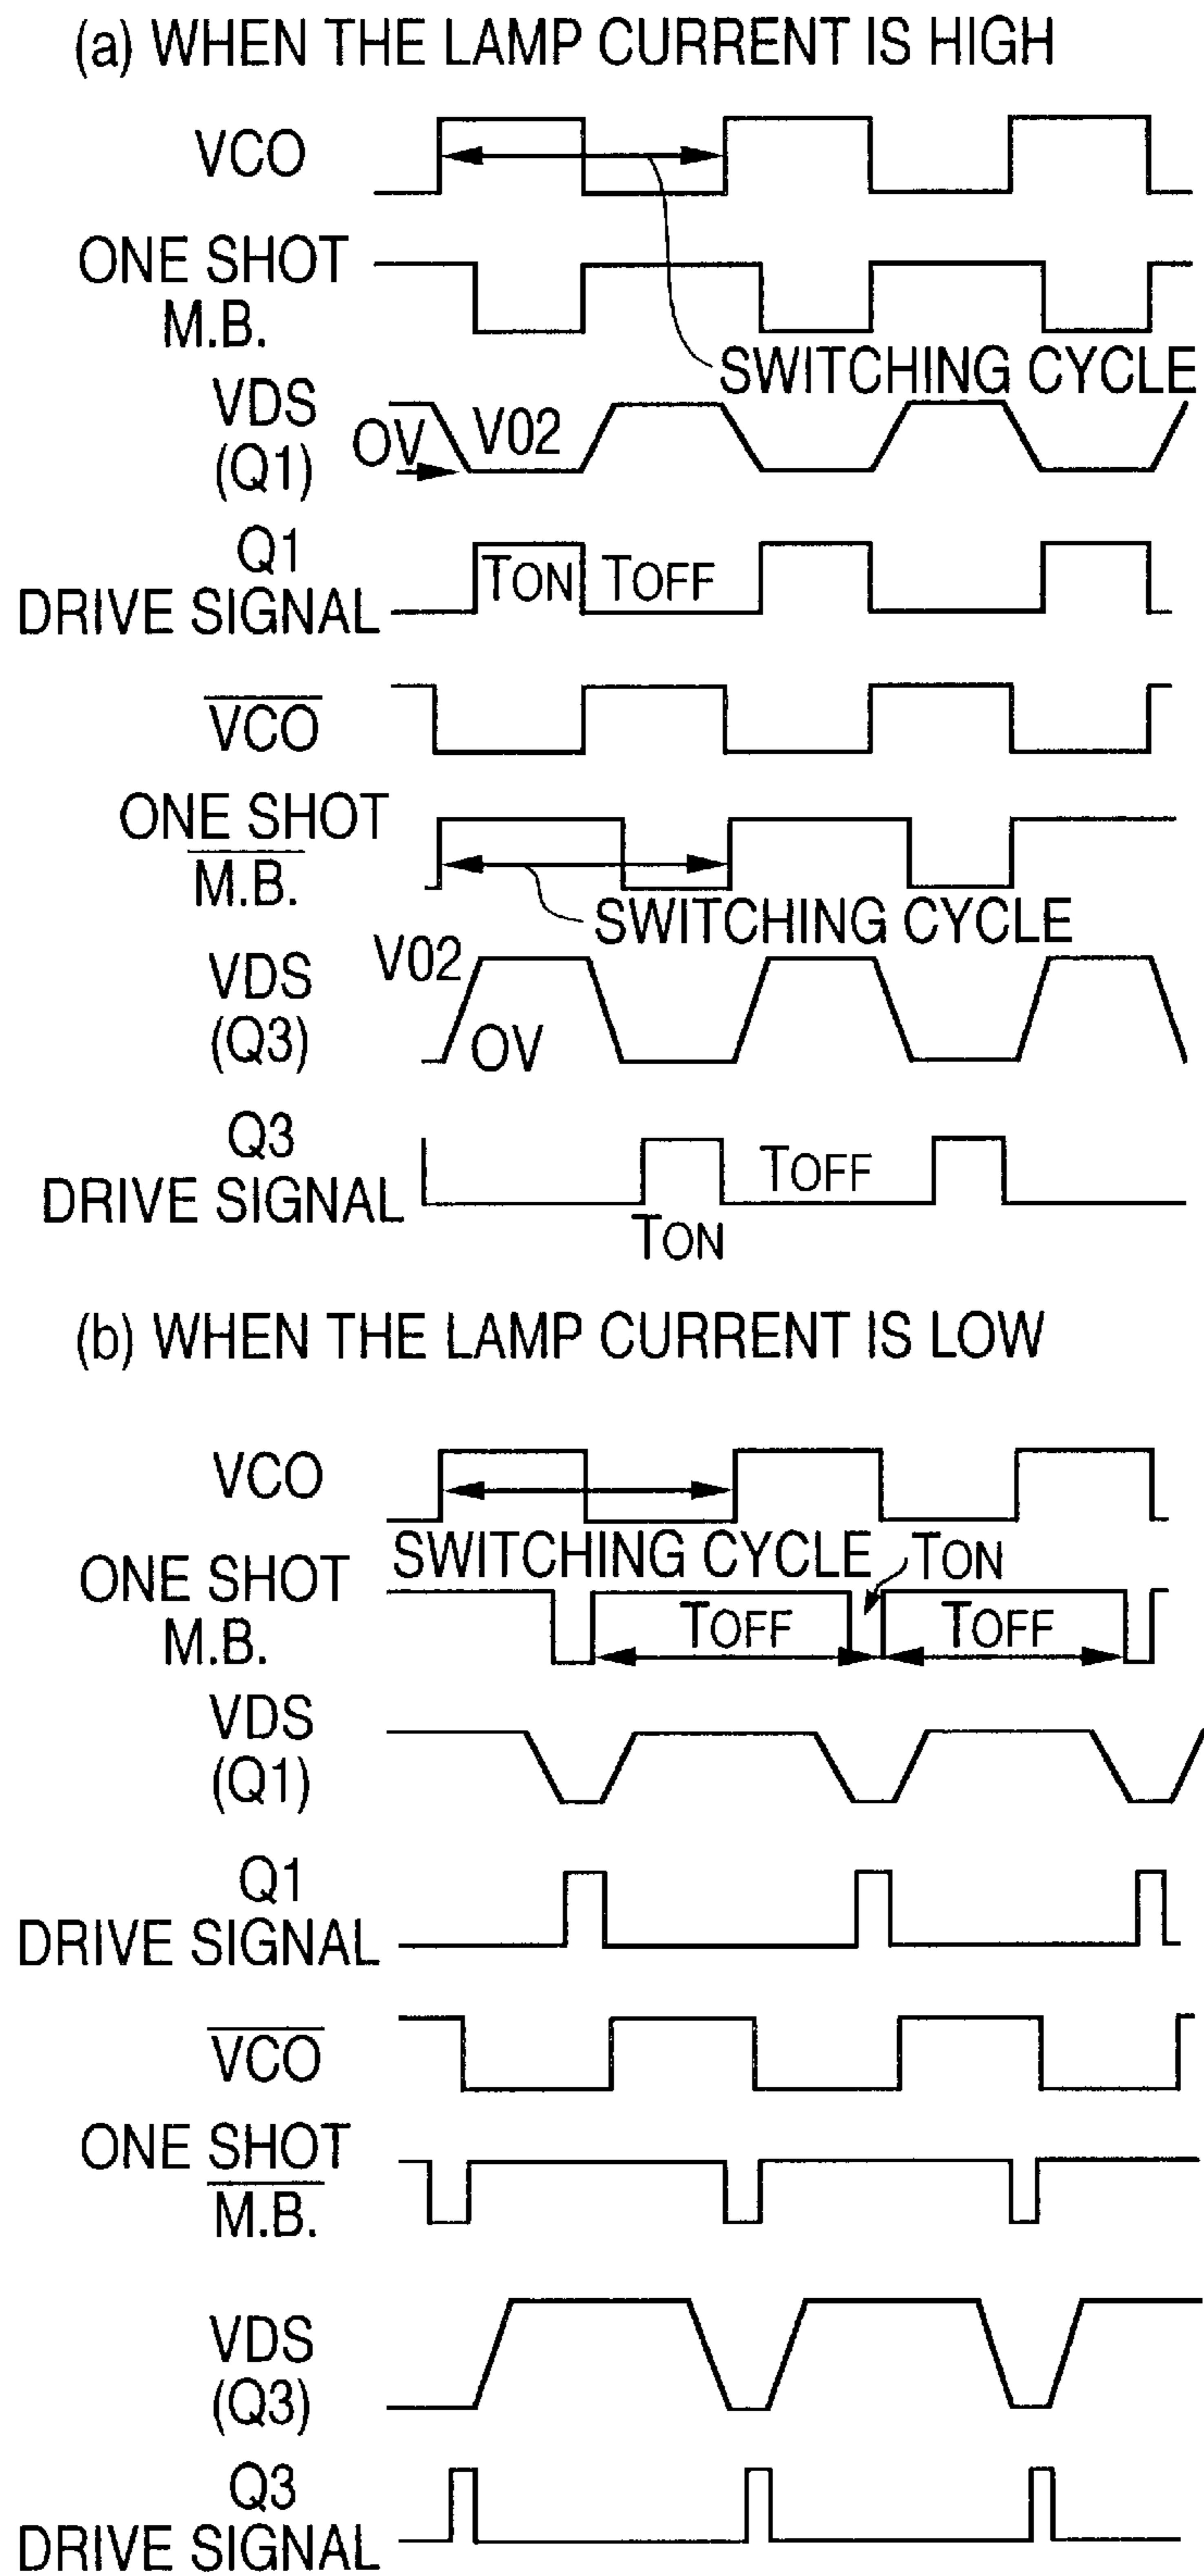 (a) WHEN THE LAMP CURRENT IS HIGH
VCO
ONE SHOT
M.B.
SWITCHING CYCLE
VDS
(Q1)
OV
V02
Q1
DRIVE SIGNAL
TON
TOFF
VCO
ONE SHOT
M.B.
SWITCHING CYCLE
VDS
(Q3)
V02
OV
Q3
DRIVE SIGNAL
TOFF
TON
(b) WHEN THE LAMP CURRENT IS LOW
VCO
SWITCHING CYCLE
TON
ONE SHOT
M.B.
TOFF
TOFF
VDS
(Q1)
Q1
DRIVE SIGNAL
VCO
ONE SHOT
M.B.
VDS
(Q3)
Q3
DRIVE SIGNAL